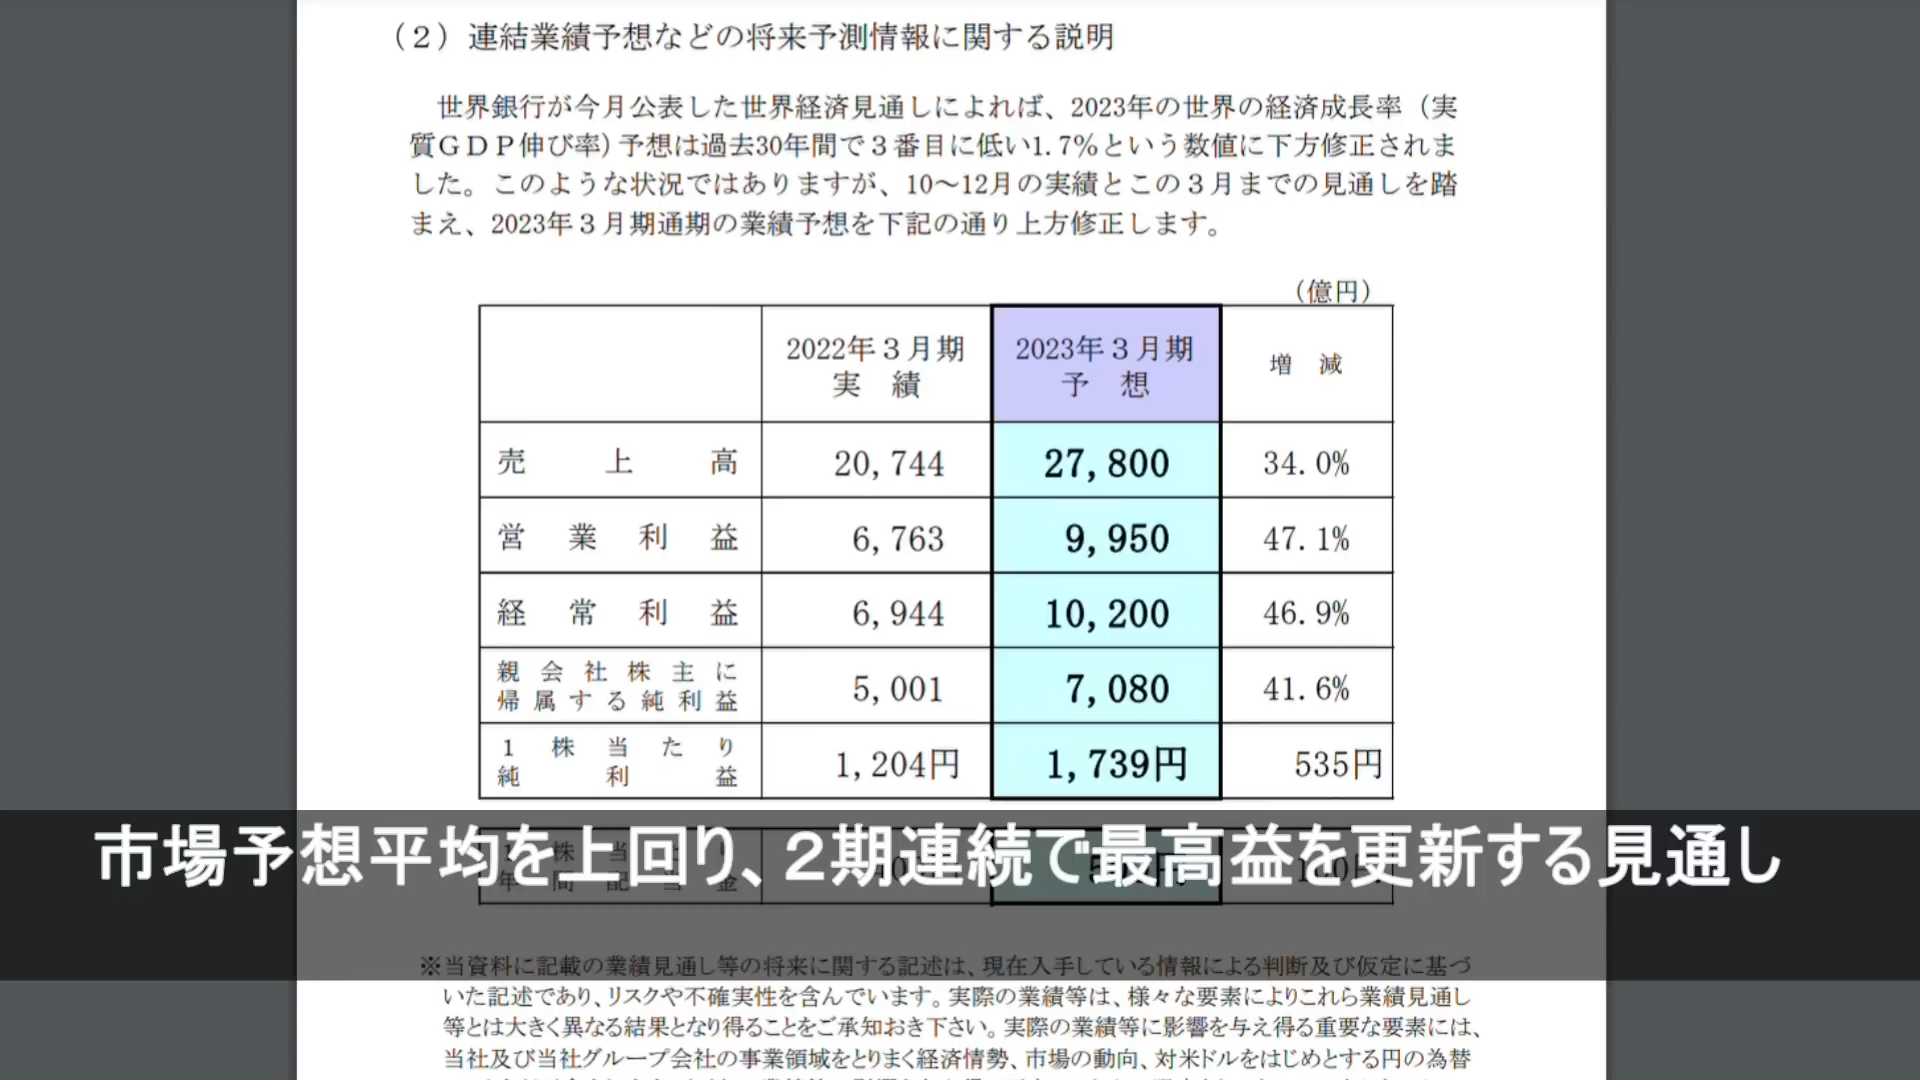 （２）連結業績予想などの将来予測情報に関する説明
世界銀行が今月公表した世界経済見通しによれば、2023年の世界の経済成長率（実
質ＧＤＰ伸び率）予想は過去30年間で３番目に低い1.7%という数値に下方修正されま
した。このような状況ではありますが、10～12月の実績とこの３月までの見通しを踏
まえ、2023年３月期通期の業績予想を下記の通り上方修正します。
（億円）
2022年３月期 2023年３月期 増 減
実 績 予 想
売 上 高 20,744 27,800 34.0%
営 業 利 益 6,763 9,950 47.1%
経 常 利 益 6,944 10,200 46.9%
親会社株主に
帰属する純利益 5,001 7,080 41.6%
１株当たり
純利益 1,204円 1,739円 535円
市場予想平均を上回り、２期連続で最高益を更新する見通し
※当資料に記載の業績見通し等の将来に関する記述は、現在入手している情報による判断及び仮定に基づ
いた記述であり、リスクや不確実性を含んでいます。実際の業績等は、様々な要素によりこれら業績見通し
等とは大きく異なる結果となり得ることをご承知おき下さい。実際の業績等に影響を与え得る重要な要素には、
当社及び当社グループ会社の事業領域をとりまく経済情勢、市場の動向、対米ドルをはじめとする円の為替